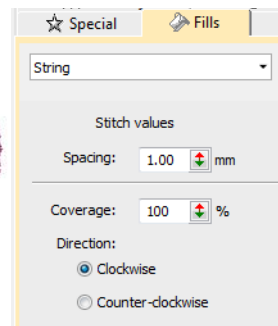 Special Fills
String
Stitch values
Spacing: 1.00 mm
Coverage: 100 %
Direction:
Clockwise
Counter-clockwise